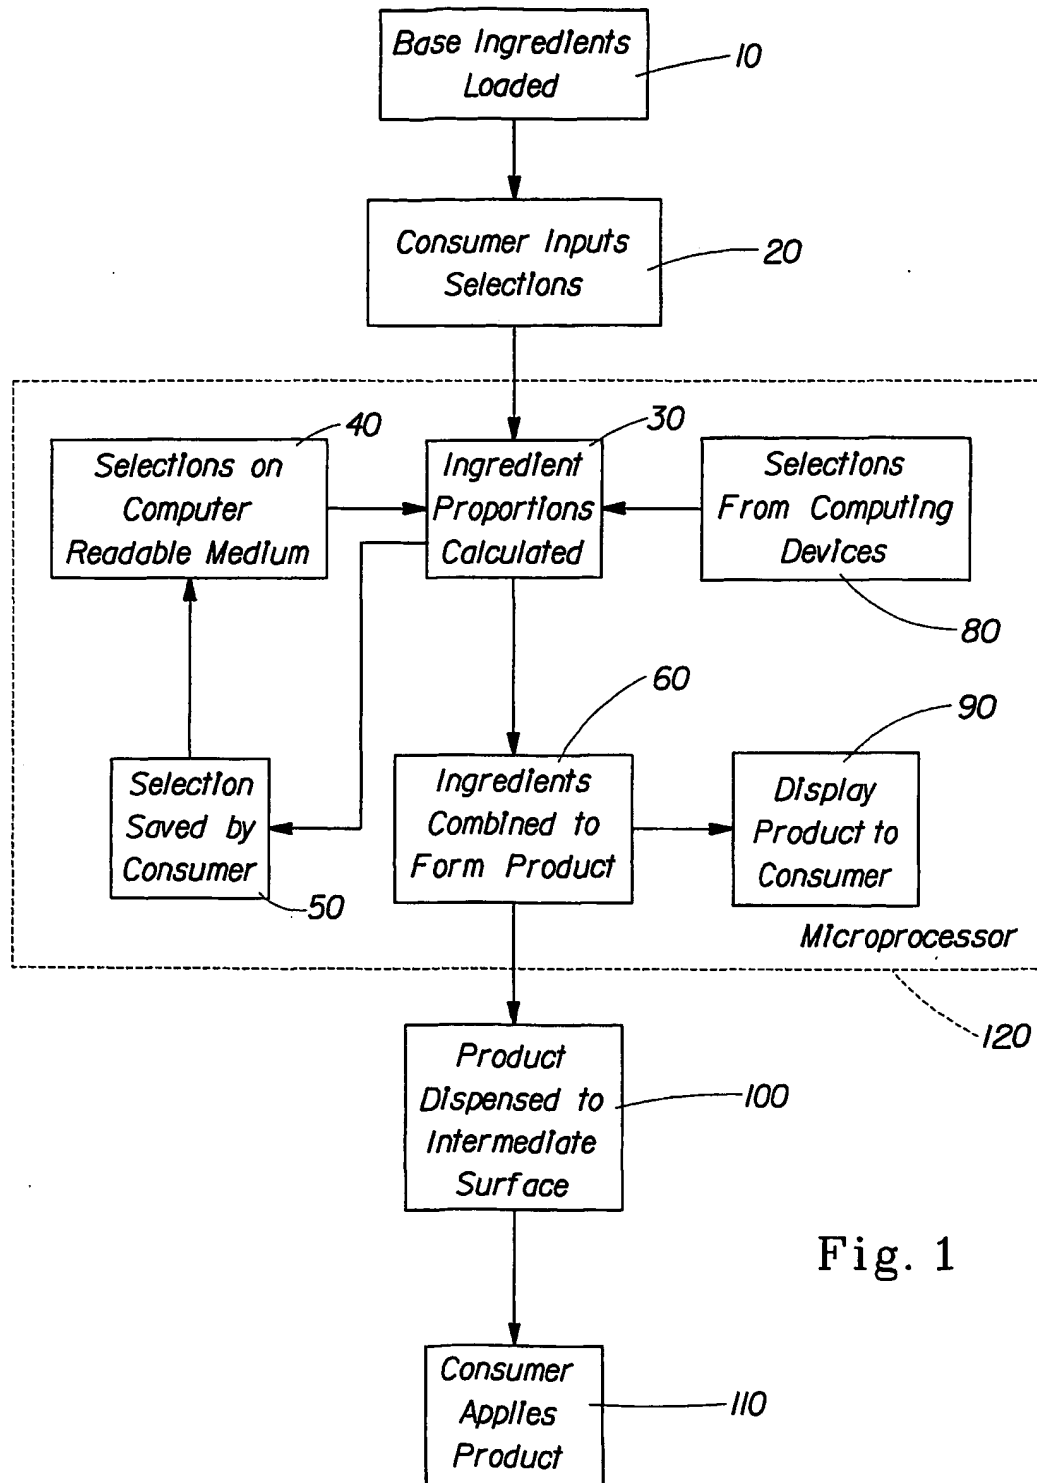 Base Ingredients
Loaded
10
Consumer Inputs
Selections
20
40
30
Selections on
Computer
Readable Medium
Ingredient
Proportions
Calculated
Selections
From Computing
Devices
80
60
90
Selection
Saved by
Consumer
50
Ingredients
Combined to
Form Product
Display
Product to
Consumer
Microprocessor
120
Product
Dispensed to
Intermediate
Surface
100
Fig. 1
Consumer
Applies
Product
110